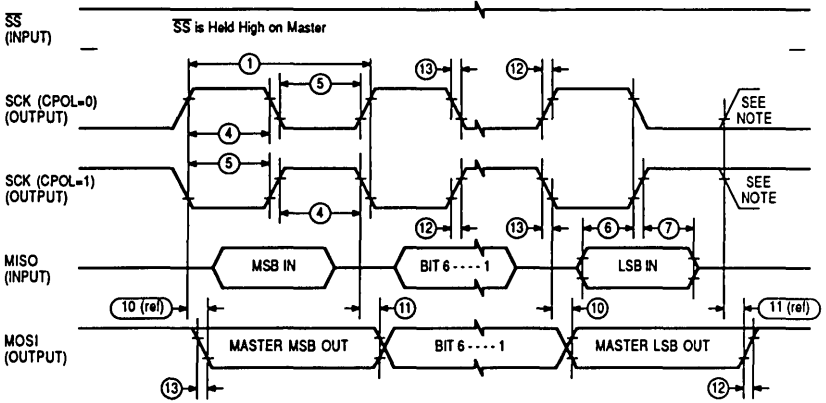 SS
(INPUT)
SS is Held High on Master
1
5
13
12
SCK (CPOL=0)
(OUTPUT)
SEE
NOTE
4
5
SCK (CPOL=1)
(OUTPUT)
SEE
NOTE
4
12
13
6
7
MISO
(INPUT)
MSB IN
BIT 6 - - - - 1
LSB IN
10 (ref)
11
10
11 (ref)
MOSI
(OUTPUT)
MASTER MSB OUT
BIT 6 - - - - 1
MASTER LSB OUT
13
12